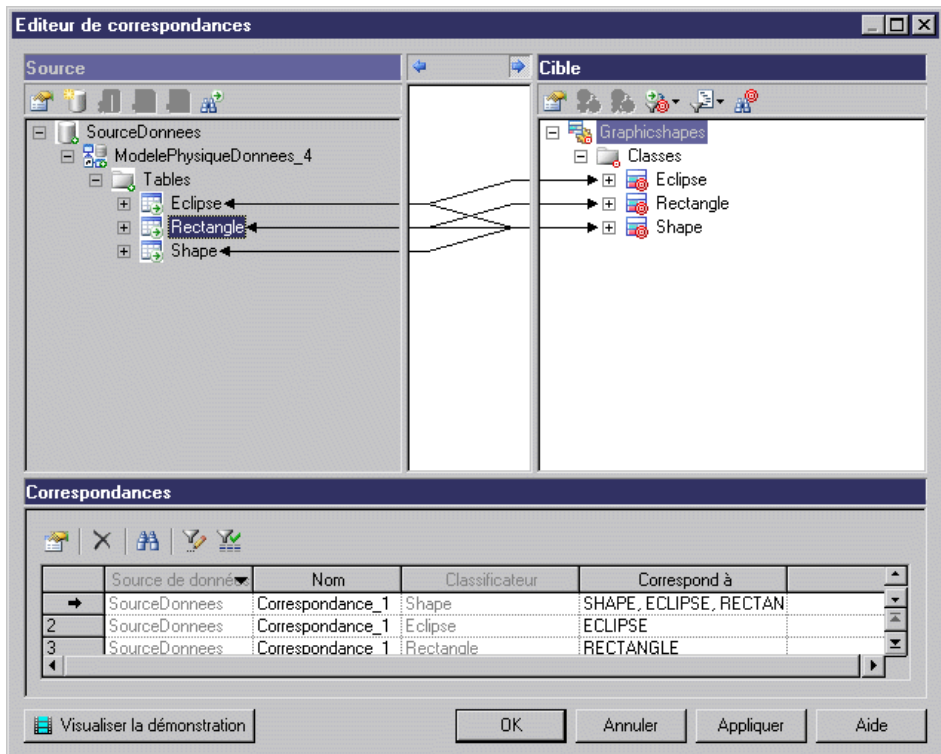 Editeur de correspondances
Source
Cible
SourceDonnees
ModelePhysiqueDonnees_4
Tables
Eclipse
Rectangle
Shape
Graphicshapes
Classes
Eclipse
Rectangle
Shape
Correspondances
Source de données Nom Classificateur Correspond à
SourceDonnees Correspondance_1 Shape SHAPE, ECLIPSE, RECTAN
2 SourceDonnees Correspondance_1 Eclipse ECLIPSE
3 SourceDonnees Correspondance_1 Rectangle RECTANGLE
Visualiser la démonstration OK Annuler Appliquer Aide